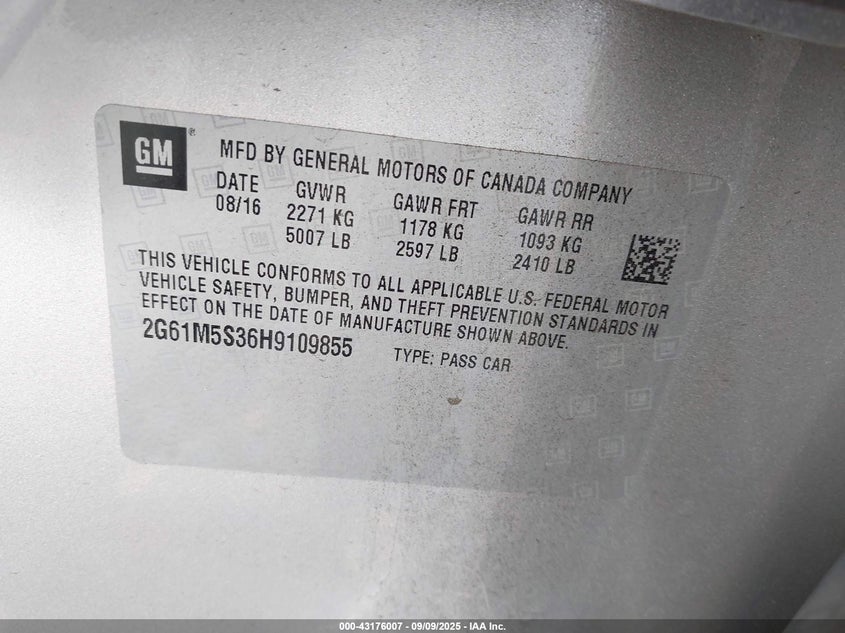 GM ® MFD BY GENERAL MOTORS OF CANADA COMPANY
DATE GVWR GAWR FRT GAWR RR
08/16 2271 KG 1178 KG 1093 KG
5007 LB 2597 LB 2410 LB
THIS VEHICLE CONFORMS TO ALL APPLICABLE U.S. FEDERAL MOTOR
VEHICLE SAFETY, BUMPER, AND THEFT PREVENTION STANDARDS IN
EFFECT ON THE DATE OF MANUFACTURE SHOWN ABOVE.
2G61M5S36H9109855 TYPE: PASS CAR
000-43176007 - 09/09/2025 - IAA Inc.